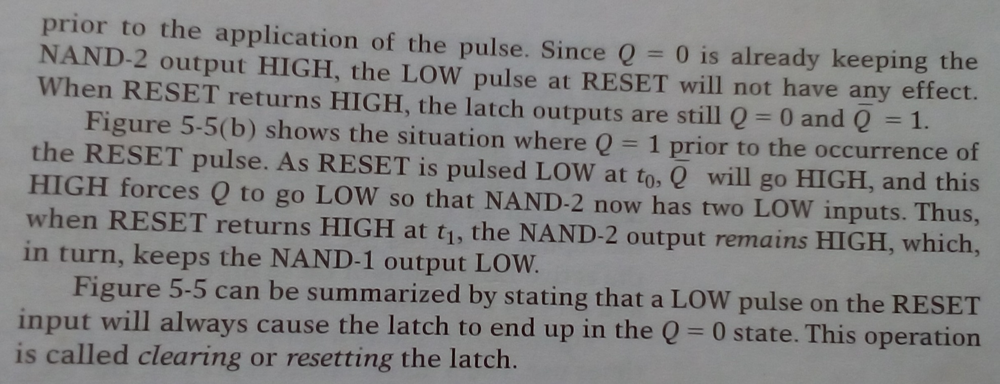 prior to the application of the pulse. Since Q = 0 is already keeping the
NAND-2 output HIGH, the LOW pulse at RESET will not have any effect.
When RESET returns HIGH, the latch outputs are still Q = 0 and Q̅ = 1.
Figure 5-5(b) shows the situation where Q = 1 prior to the occurrence of
the RESET pulse. As RESET is pulsed LOW at t₀, Q̅ will go HIGH, and this
HIGH forces Q to go LOW so that NAND-2 now has two LOW inputs. Thus,
when RESET returns HIGH at t₁, the NAND-2 output remains HIGH, which,
in turn, keeps the NAND-1 output LOW.
Figure 5-5 can be summarized by stating that a LOW pulse on the RESET
input will always cause the latch to end up in the Q = 0 state. This operation
is called clearing or resetting the latch.